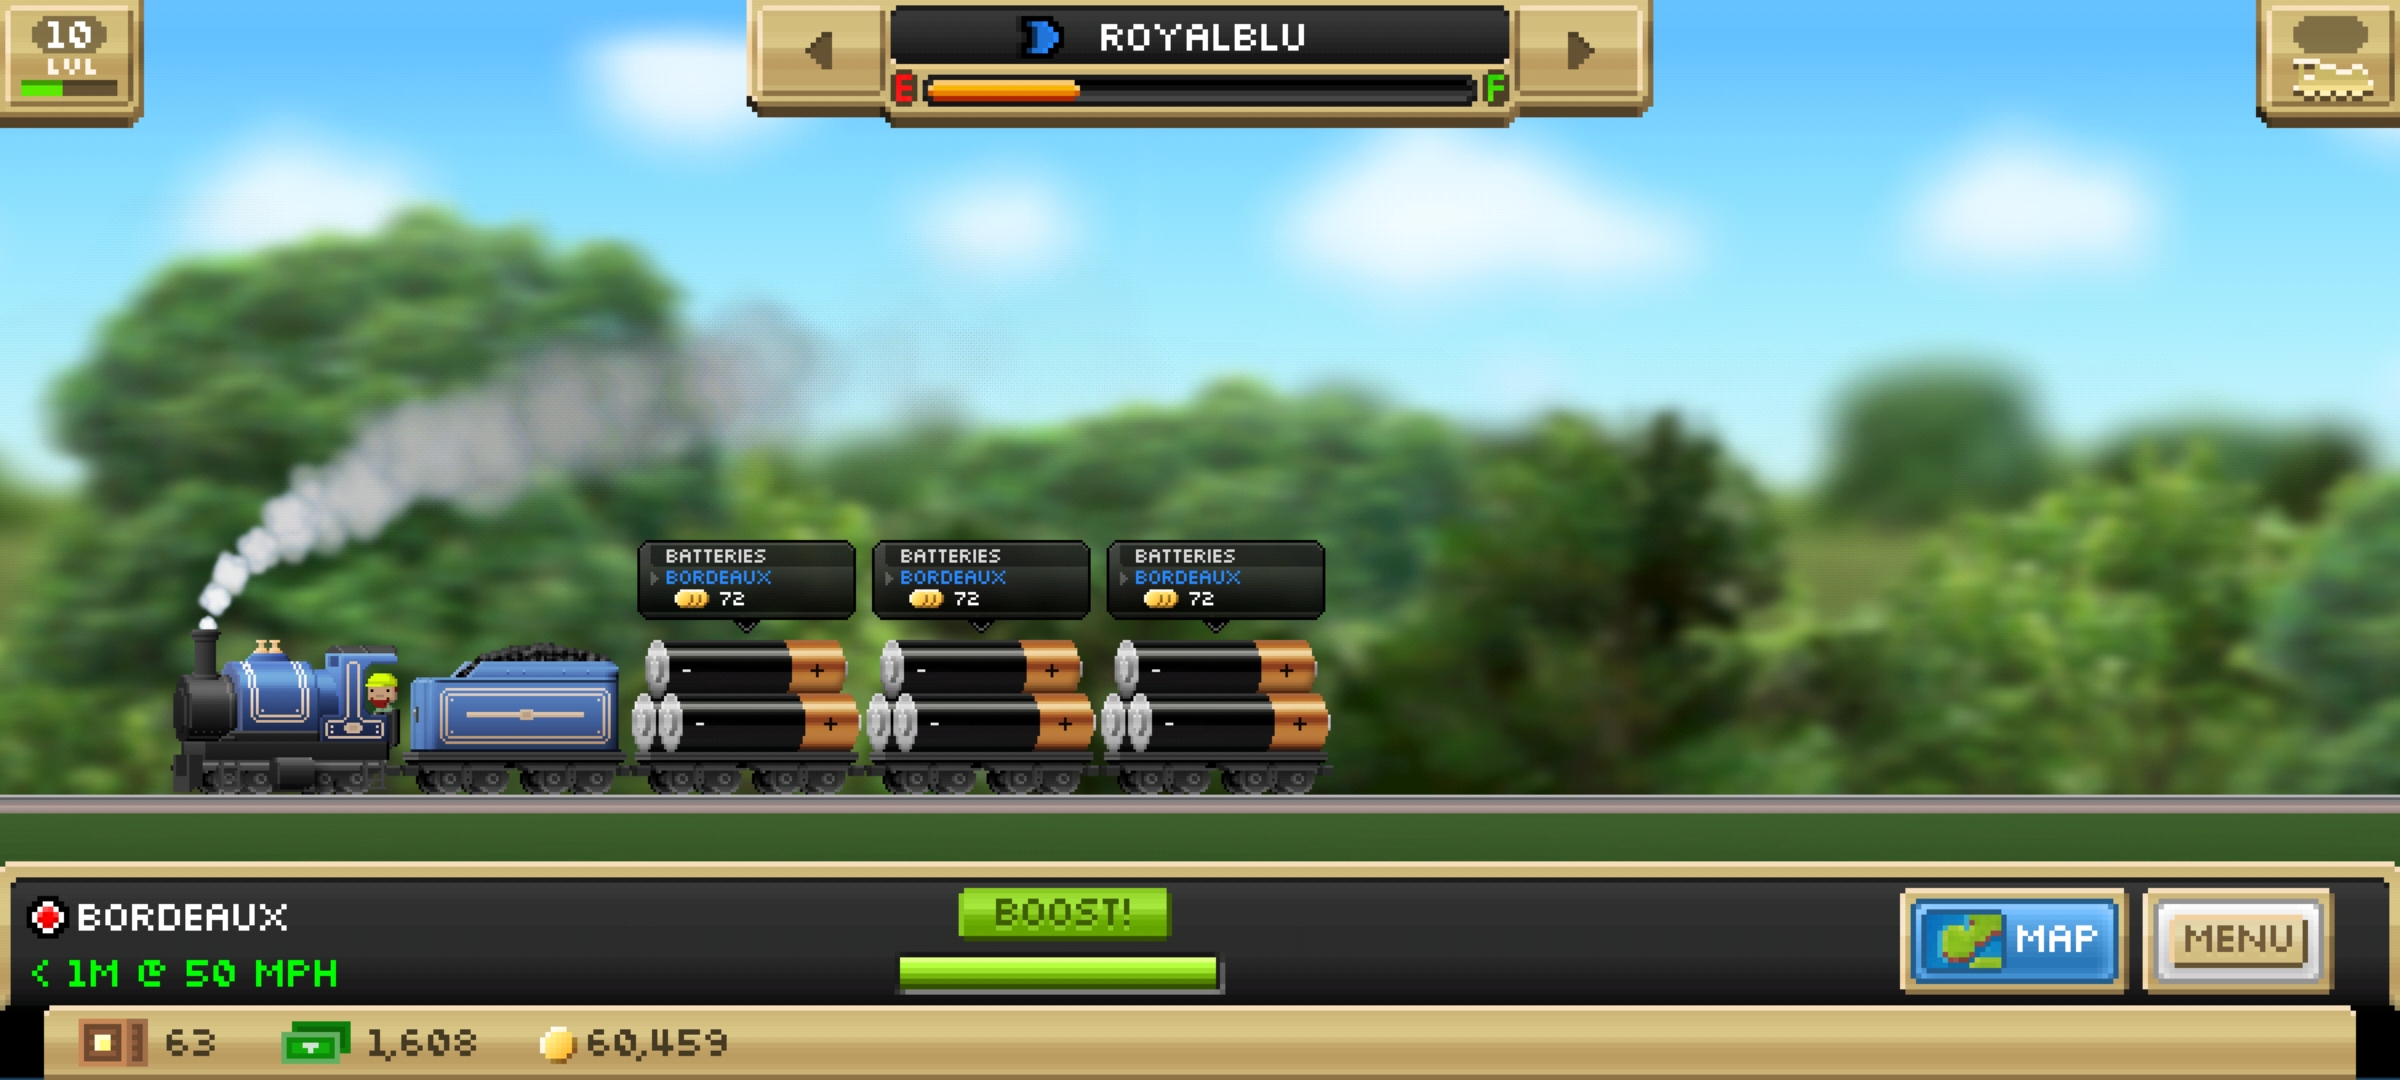 10
LVL
ROYALBLU
E F
BATTERIES
BORDEAUX
72
BATTERIES
BORDEAUX
72
BATTERIES
BORDEAUX
72
- +
- +
- +
- +
- +
- +
BORDEAUX
< 1M @ 50 MPH
BOOST!
MAP
MENU
63
1,608
60,459